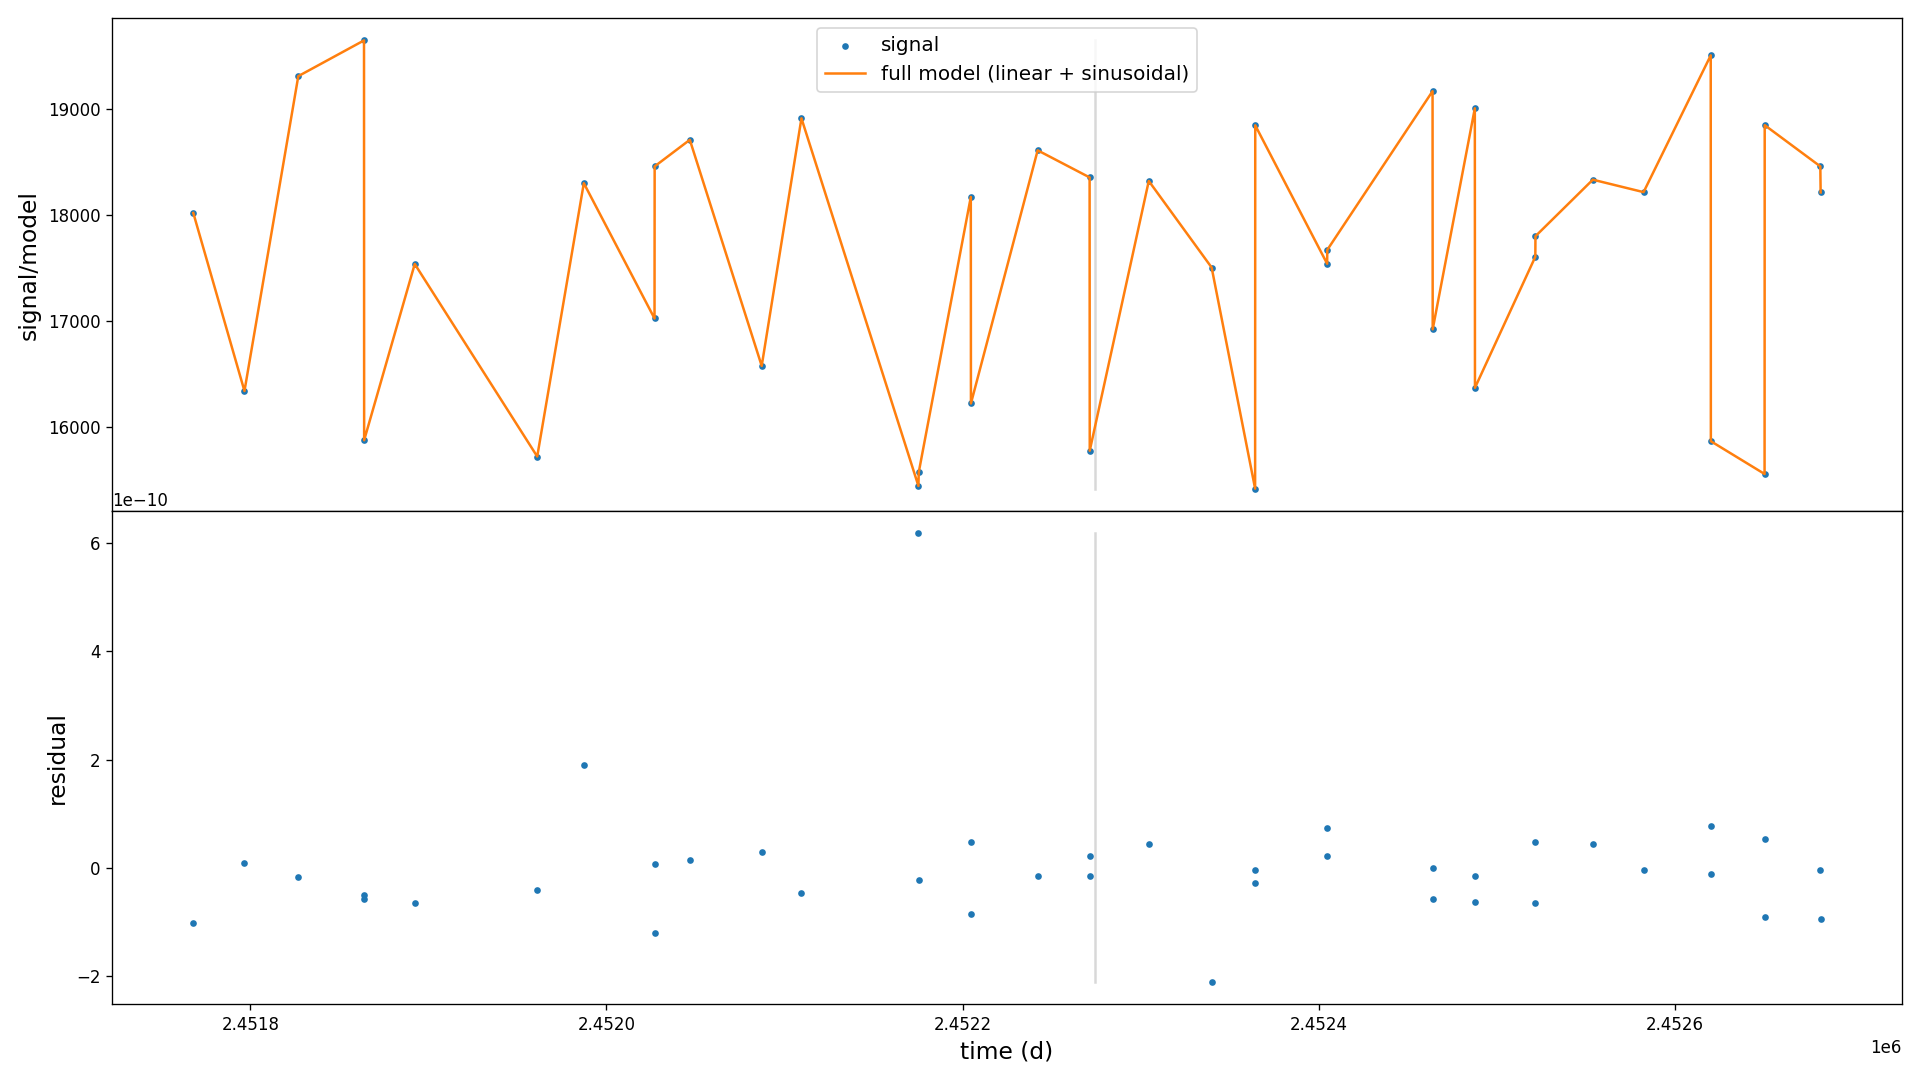 signal
full model (linear + sinusoidal)
19000
18000
17000
16000
signal/model
1e−10
6
4
2
0
−2
residual
2.4518
2.4520
2.4522
2.4524
2.4526
time (d)
1e6